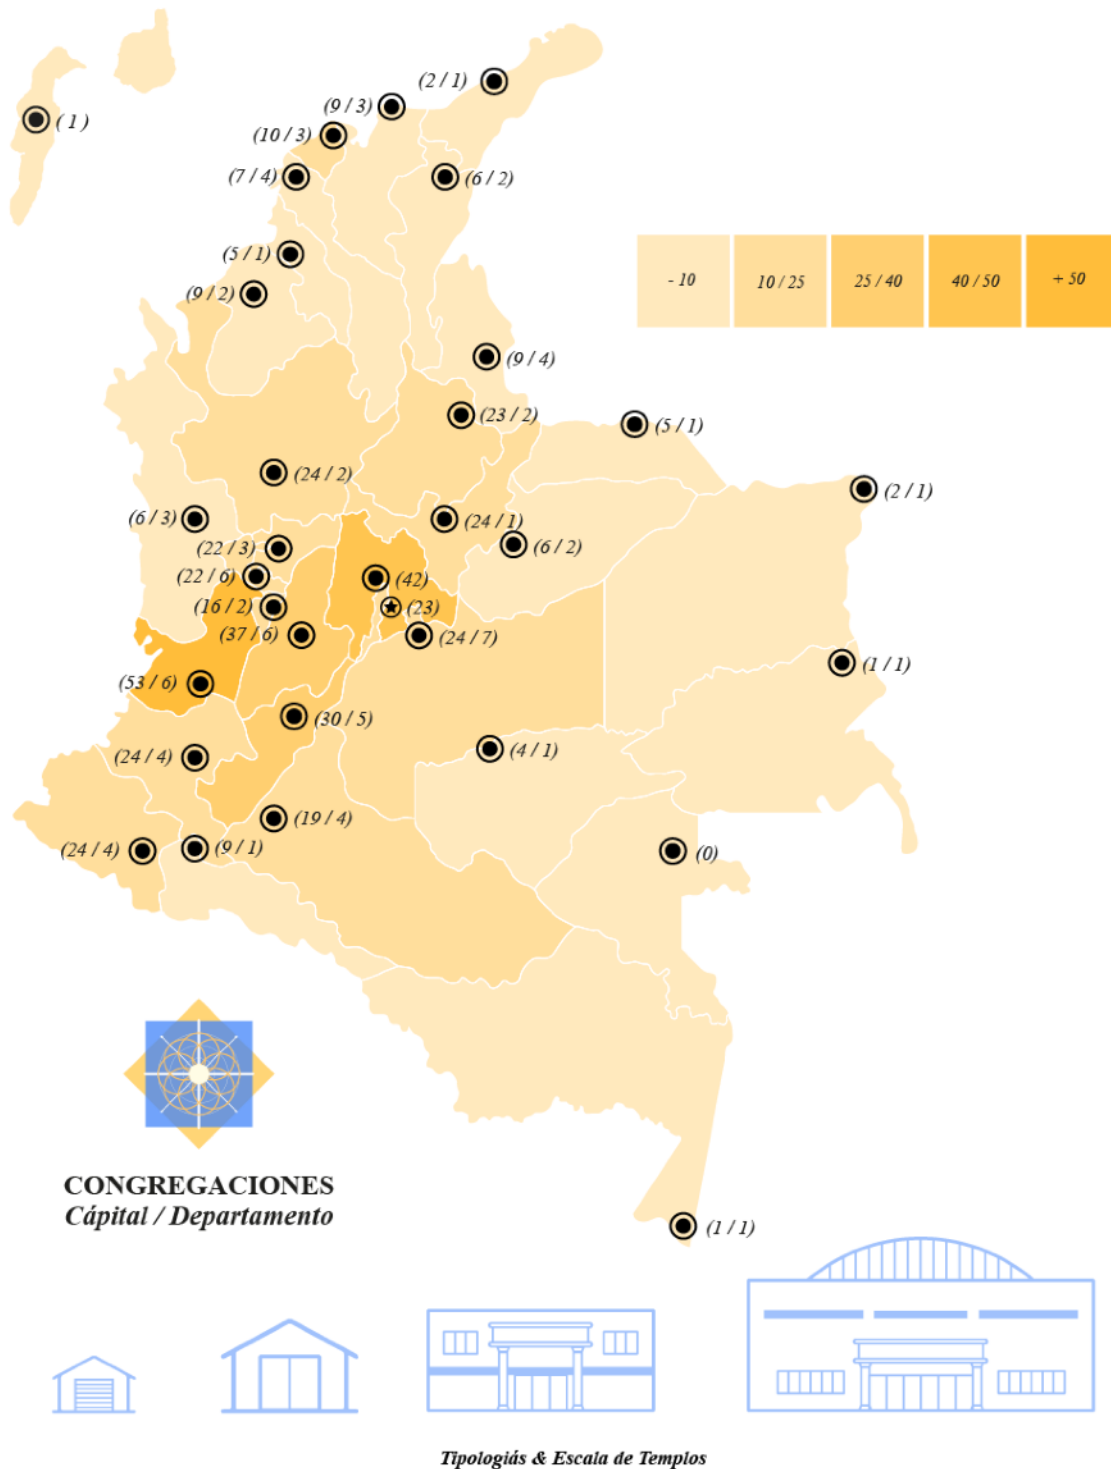 (2 / 1)
(9 / 3)
( 1 )
(10 / 3)
(7 / 4)
(6 / 2)
(5 / 1)
- 10
10 / 25
25 / 40
40 / 50
+ 50
(9 / 2)
(9 / 4)
(23 / 2)
(5 / 1)
(24 / 2)
(2 / 1)
(6 / 3)
(24 / 1)
(22 / 3)
(6 / 2)
(22 / 6)
(42)
(16 / 2)
(23)
(37 / 6)
(24 / 7)
(1 / 1)
(53 / 6)
(30 / 5)
(24 / 4)
(4 / 1)
(19 / 4)
(24 / 4)
(9 / 1)
(0)
CONGREGACIONES
Cápital / Departamento
(1 / 1)
Tipologiás & Escala de Templos